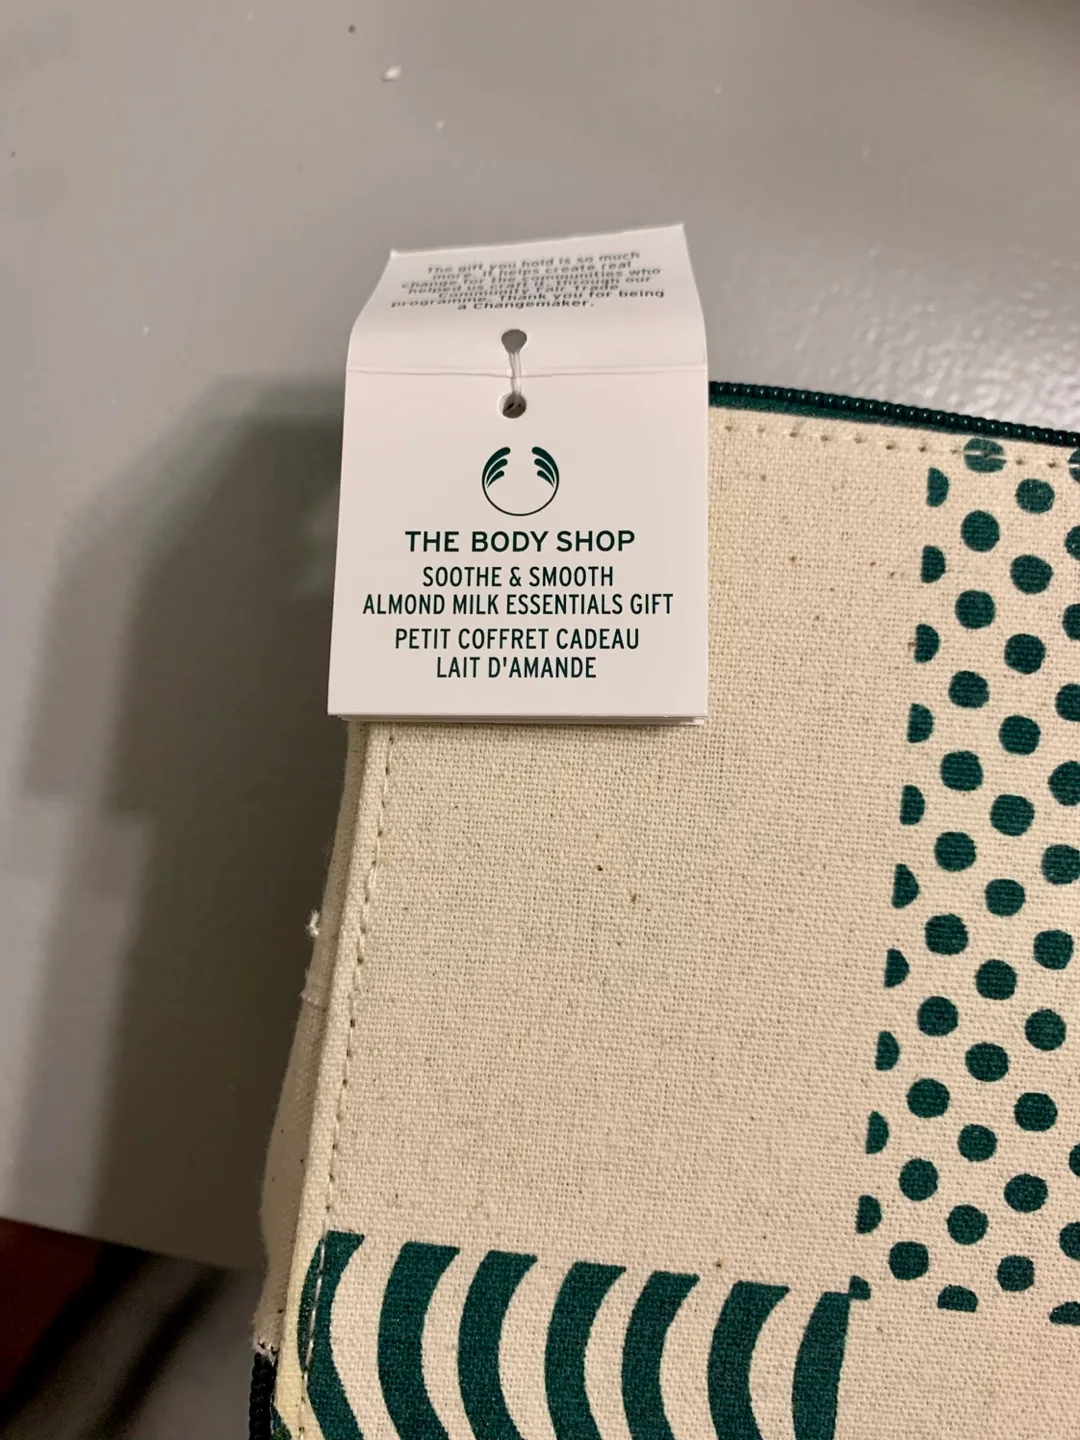 The gift you hold is so much
more. It helps create real
change for the communities who
helped us craft it, through our
Community Fair Trade
programme. Thank you for being
a Changemaker.
THE BODY SHOP
SOOTHE & SMOOTH
ALMOND MILK ESSENTIALS GIFT
PETIT COFFRET CADEAU
LAIT D'AMANDE